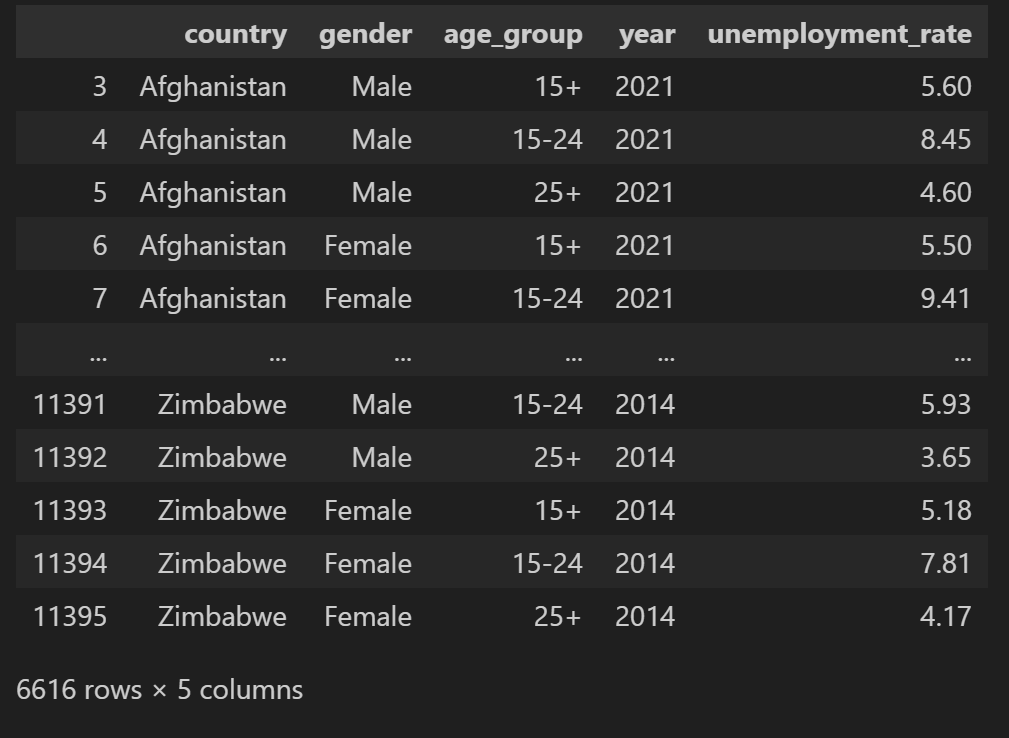 country gender age_group year unemployment_rate
3 Afghanistan Male 15+ 2021 5.60
4 Afghanistan Male 15-24 2021 8.45
5 Afghanistan Male 25+ 2021 4.60
6 Afghanistan Female 15+ 2021 5.50
7 Afghanistan Female 15-24 2021 9.41
... ... ... ... ... ...
11391 Zimbabwe Male 15-24 2014 5.93
11392 Zimbabwe Male 25+ 2014 3.65
11393 Zimbabwe Female 15+ 2014 5.18
11394 Zimbabwe Female 15-24 2014 7.81
11395 Zimbabwe Female 25+ 2014 4.17
6616 rows × 5 columns